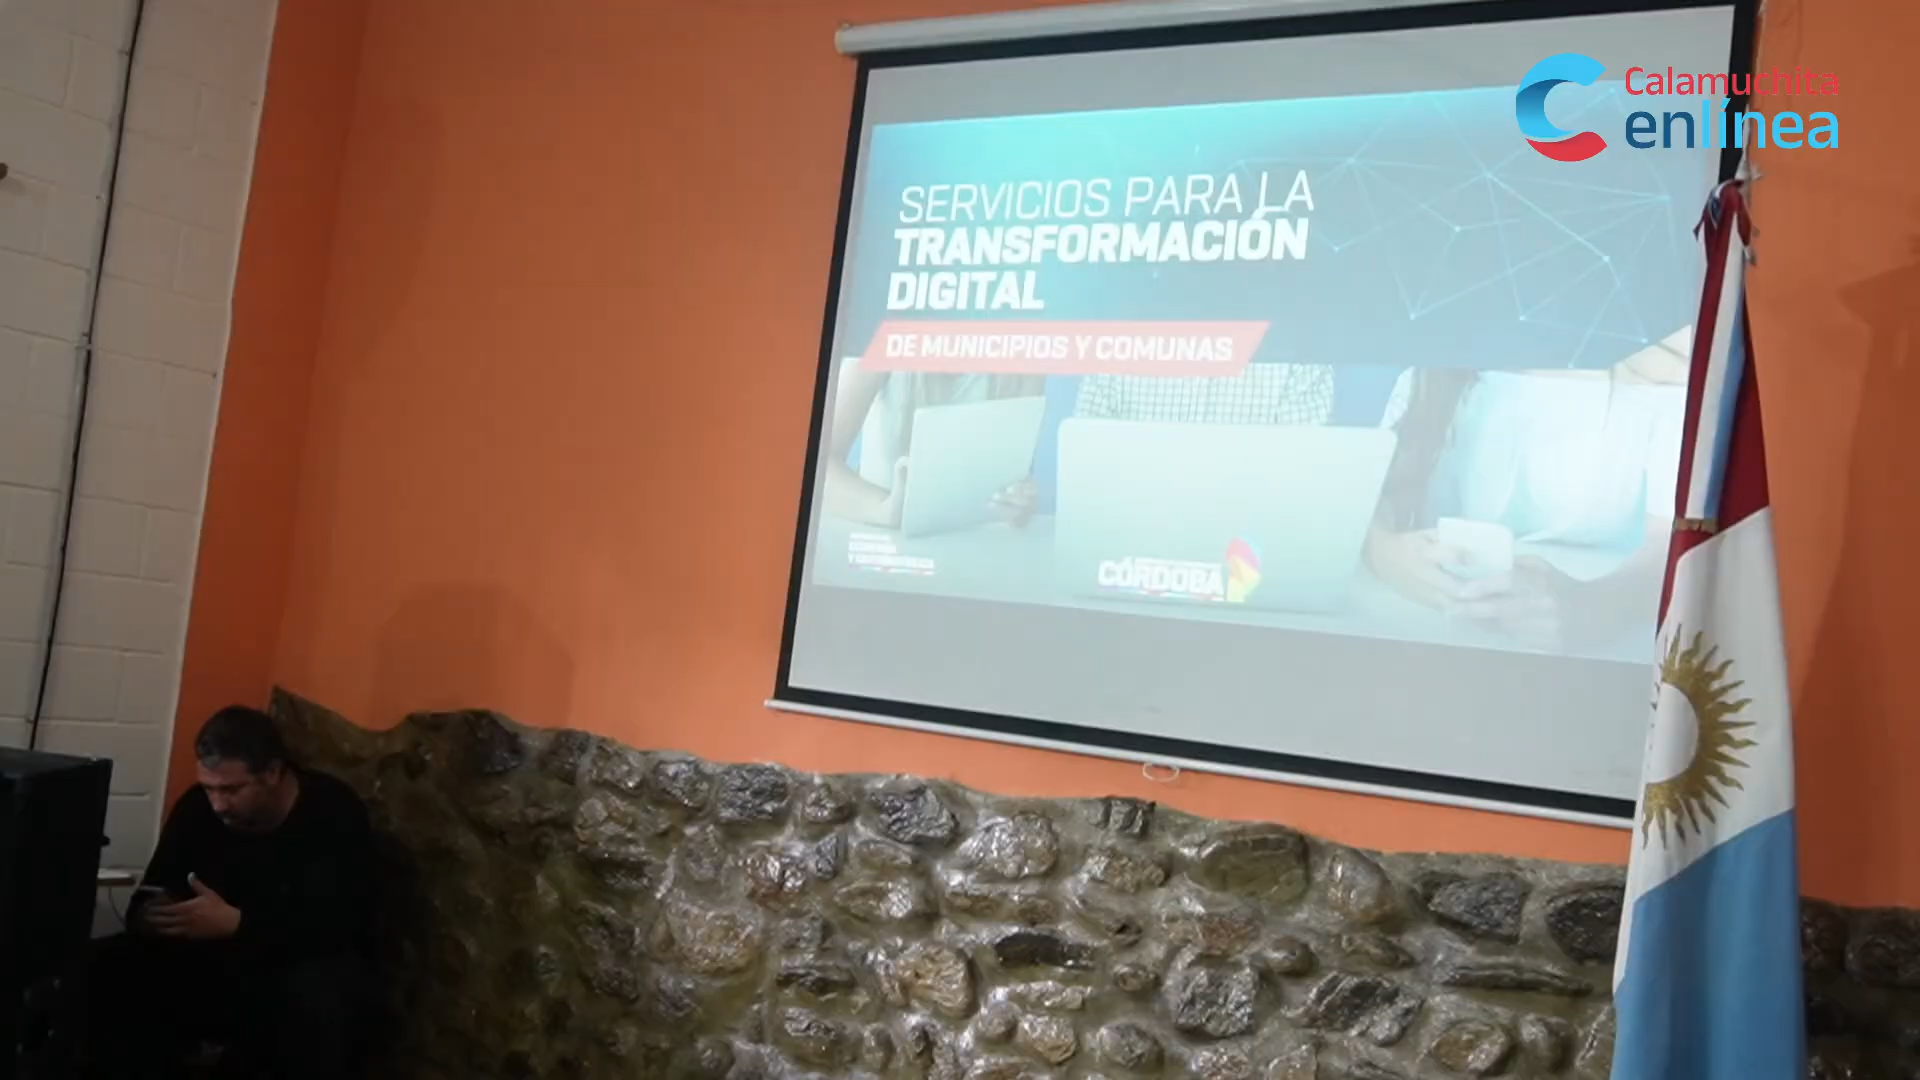 Calamuchita
enlínea
SERVICIOS PARA LA
TRANSFORMACIÓN
DIGITAL
DE MUNICIPIOS Y COMUNAS
CÓRDOBA